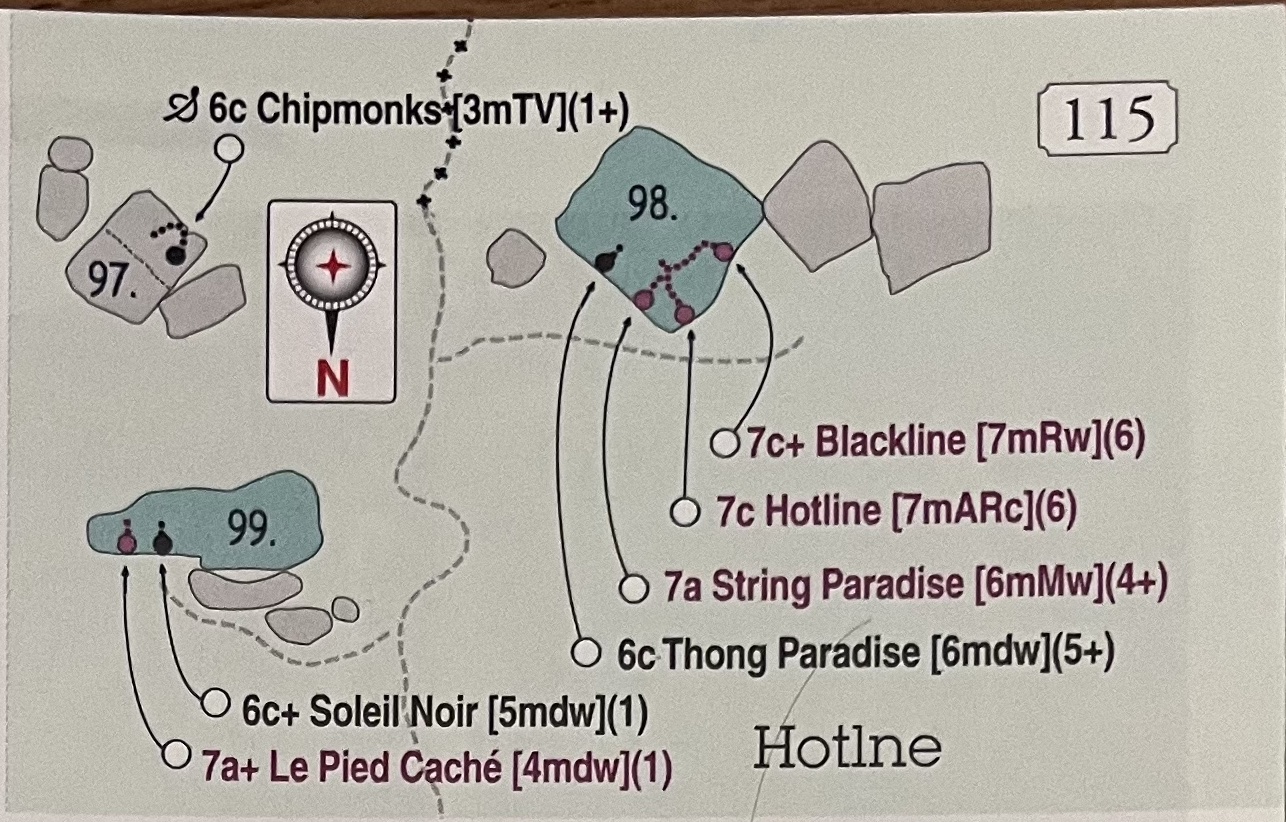 6c Chipmonks [3mTV](1+)
115
98.
97.
N
7c+ Blackline [7mRw](6)
99.
7c Hotline [7mARc](6)
7a String Paradise [6mMw](4+)
6c Thong Paradise [6mdw](5+)
6c+ Soleil Noir [5mdw](1)
7a+ Le Pied Caché [4mdw](1)
Hotlne